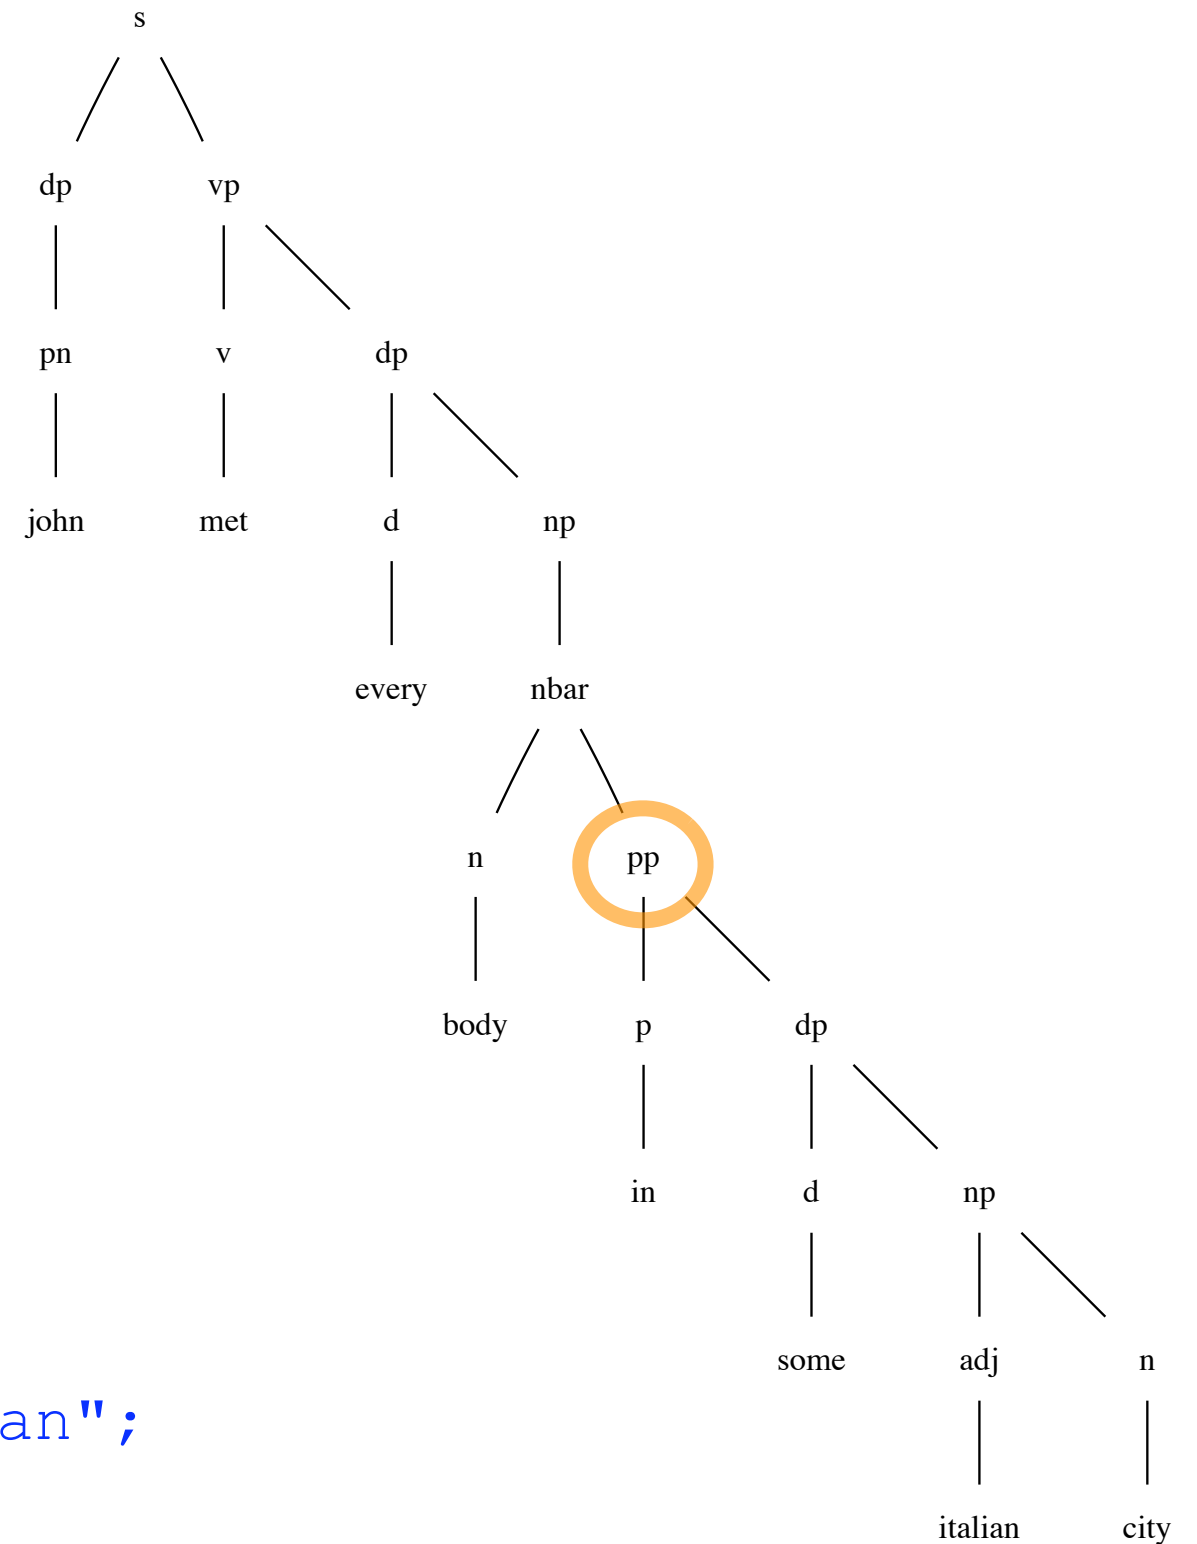 s
dp vp
pn v dp
john met d np
every nbar
n pp
body p dp
in d np
some adj n
an";
italian city